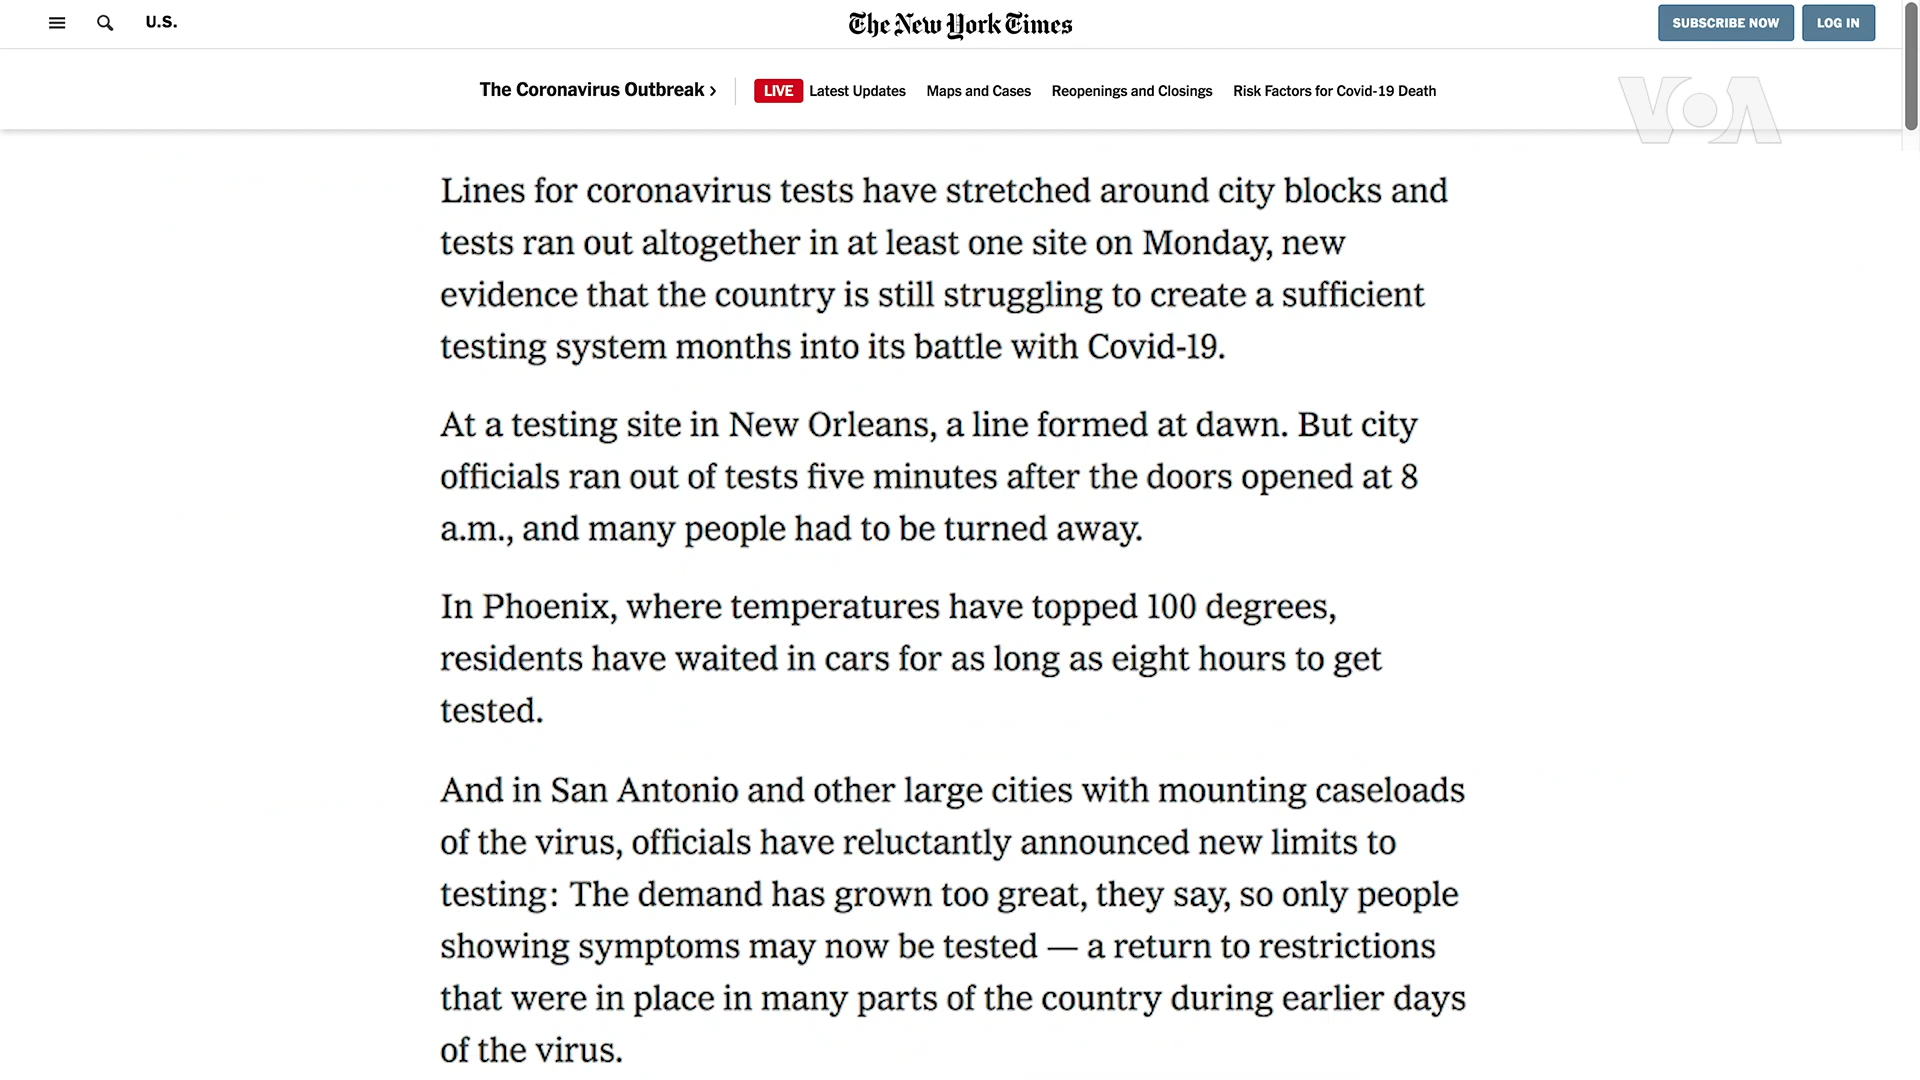 U.S.
The New York Times
SUBSCRIBE NOW
LOG IN
The Coronavirus Outbreak ›
LIVE Latest Updates
Maps and Cases
Reopenings and Closings
Risk Factors for Covid-19 Death
VOA
Lines for coronavirus tests have stretched around city blocks and
tests ran out altogether in at least one site on Monday, new
evidence that the country is still struggling to create a sufficient
testing system months into its battle with Covid-19.
At a testing site in New Orleans, a line formed at dawn. But city
officials ran out of tests five minutes after the doors opened at 8
a.m., and many people had to be turned away.
In Phoenix, where temperatures have topped 100 degrees,
residents have waited in cars for as long as eight hours to get
tested.
And in San Antonio and other large cities with mounting caseloads
of the virus, officials have reluctantly announced new limits to
testing: The demand has grown too great, they say, so only people
showing symptoms may now be tested — a return to restrictions
that were in place in many parts of the country during earlier days
of the virus.